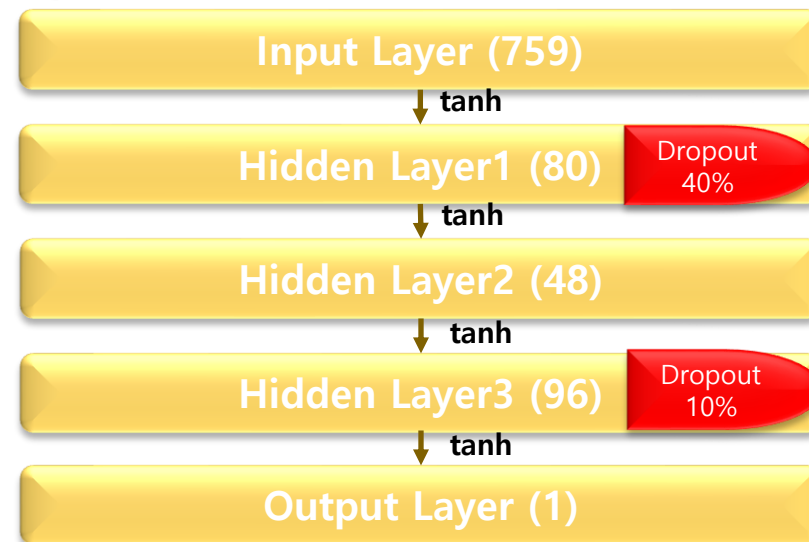 Input Layer (759)
tanh
Hidden Layer1 (80)
Dropout
40%
tanh
Hidden Layer2 (48)
tanh
Hidden Layer3 (96)
Dropout
10%
tanh
Output Layer (1)